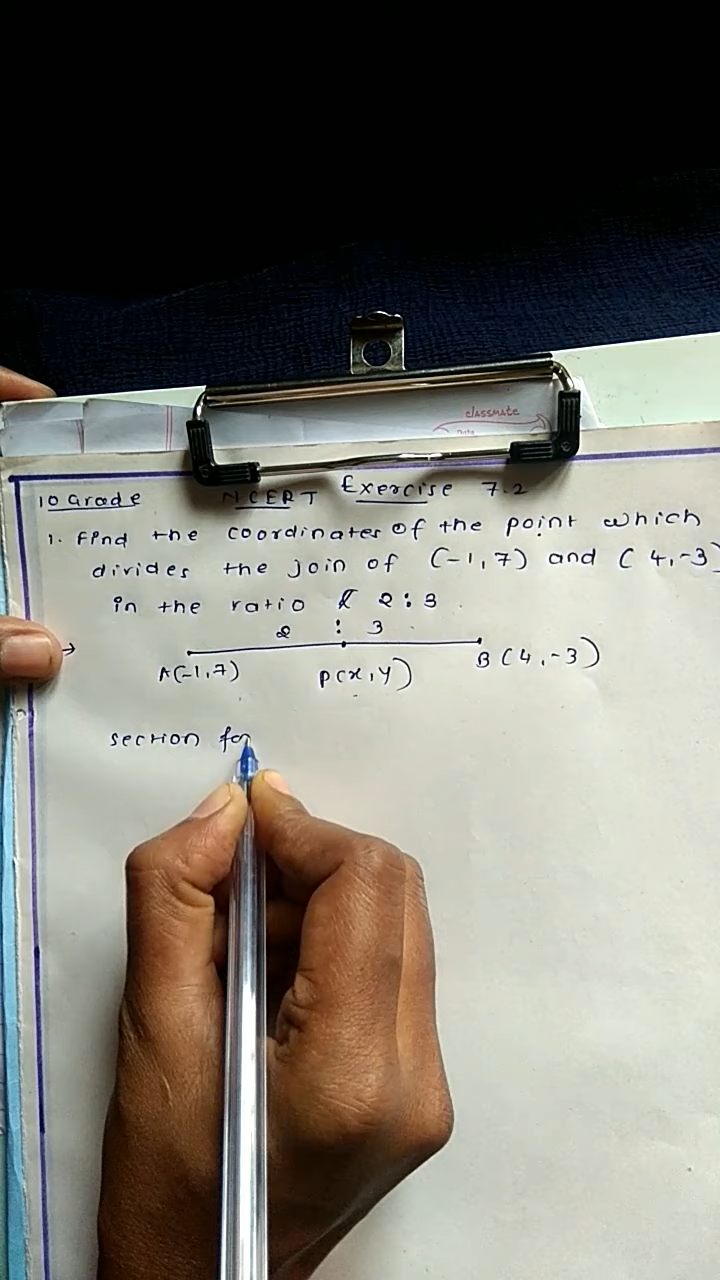 classmate
10 Grade NCERT Exercise 7.2
1. Find the coordinates of the point which
divides the join of (-1,7) and (4,-3)
in the ratio 2:3.
2 : 3
→
A(-1,7) P(x,y) B(4,-3)
section fo